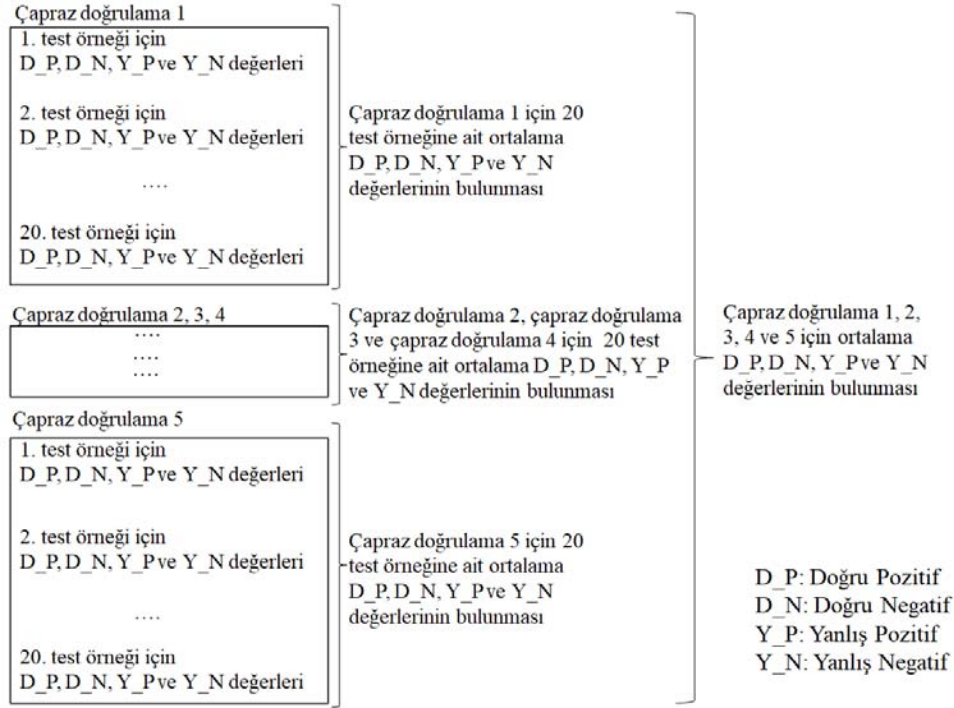 Çapraz doğrulama 1
1. test örneği için
D_P, D_N, Y_P ve Y_N değerleri
2. test örneği için
D_P, D_N, Y_P ve Y_N değerleri
....
20. test örneği için
D_P, D_N, Y_P ve Y_N değerleri
Çapraz doğrulama 1 için 20
test örneğine ait ortalama
D_P, D_N, Y_P ve Y_N
değerlerinin bulunması
Çapraz doğrulama 2, 3, 4
....
....
....
Çapraz doğrulama 2, çapraz doğrulama
3 ve çapraz doğrulama 4 için 20 test
örneğine ait ortalama D_P, D_N, Y_P
ve Y_N değerlerinin bulunması
Çapraz doğrulama 5
1. test örneği için
D_P, D_N, Y_P ve Y_N değerleri
2. test örneği için
D_P, D_N, Y_P ve Y_N değerleri
....
20. test örneği için
D_P, D_N, Y_P ve Y_N değerleri
Çapraz doğrulama 5 için 20
test örneğine ait ortalama
D_P, D_N, Y_P ve Y_N
değerlerinin bulunması
Çapraz doğrulama 1, 2,
3, 4 ve 5 için ortalama
D_P, D_N, Y_P ve Y_N
değerlerinin bulunması
D_P: Doğru Pozitif
D_N: Doğru Negatif
Y_P: Yanlış Pozitif
Y_N: Yanlış Negatif